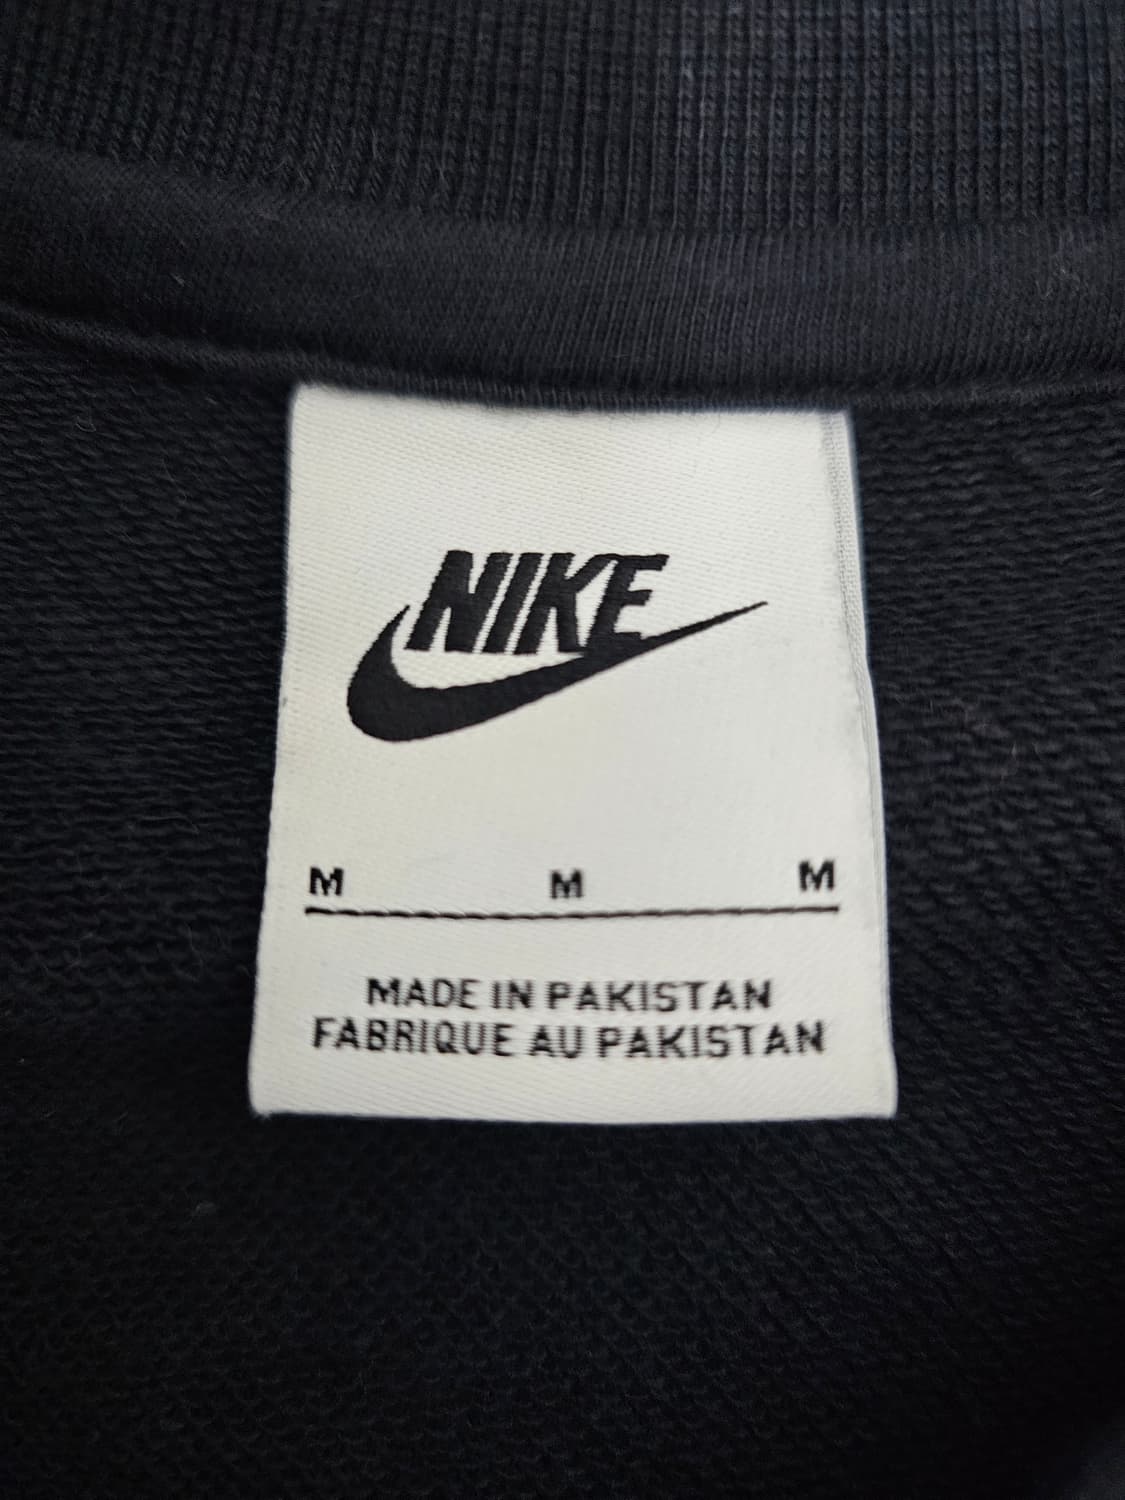 NIKE
M M M
MADE IN PAKISTAN
FABRIQUE AU PAKISTAN